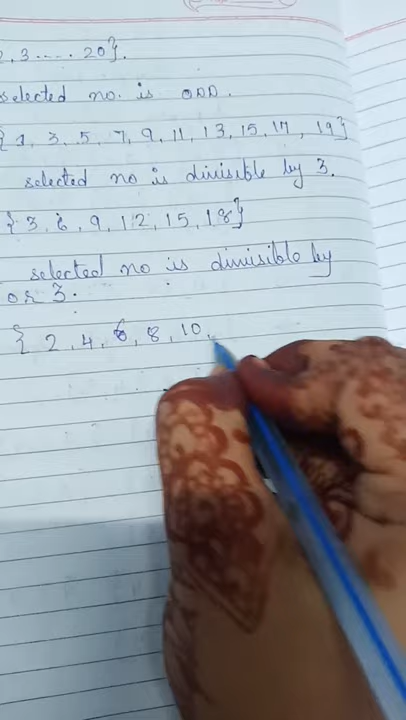 2, 3..... 20}.
selected no. is ODD.
{1, 3, 5, 7, 9, 11, 13, 15, 17, 19}
selected no is divisible by 3.
{3, 6, 9, 12, 15, 18}
selected no is divisible by
or 3.
{ 2, 4, 6, 8, 10,